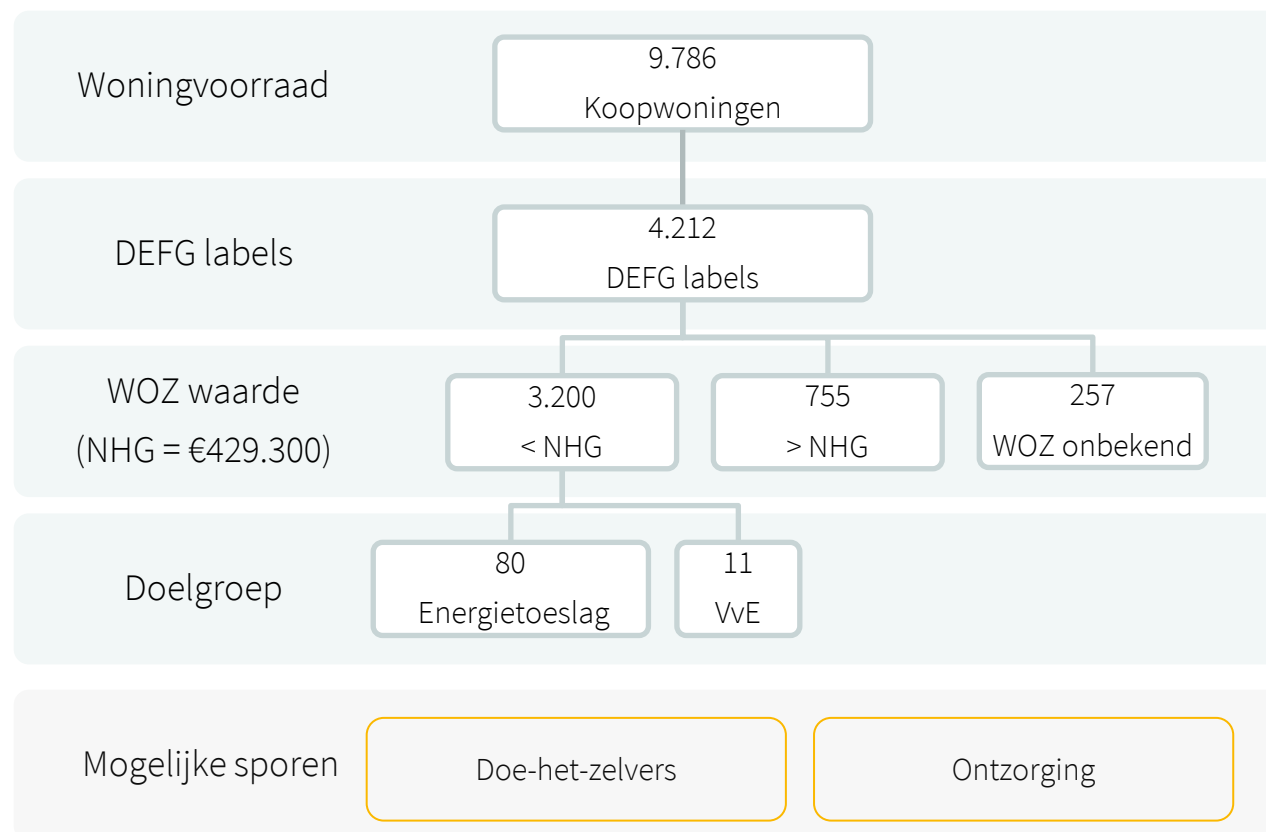 Woningvoorraad
9.786
Koopwoningen
DEFG labels
4.212
DEFG labels
WOZ waarde
(NHG = €429.300)
3.200
< NHG
755
> NHG
257
WOZ onbekend
Doelgroep
80
Energietoeslag
11
VvE
Mogelijke sporen
Doe-het-zelvers
Ontzorging